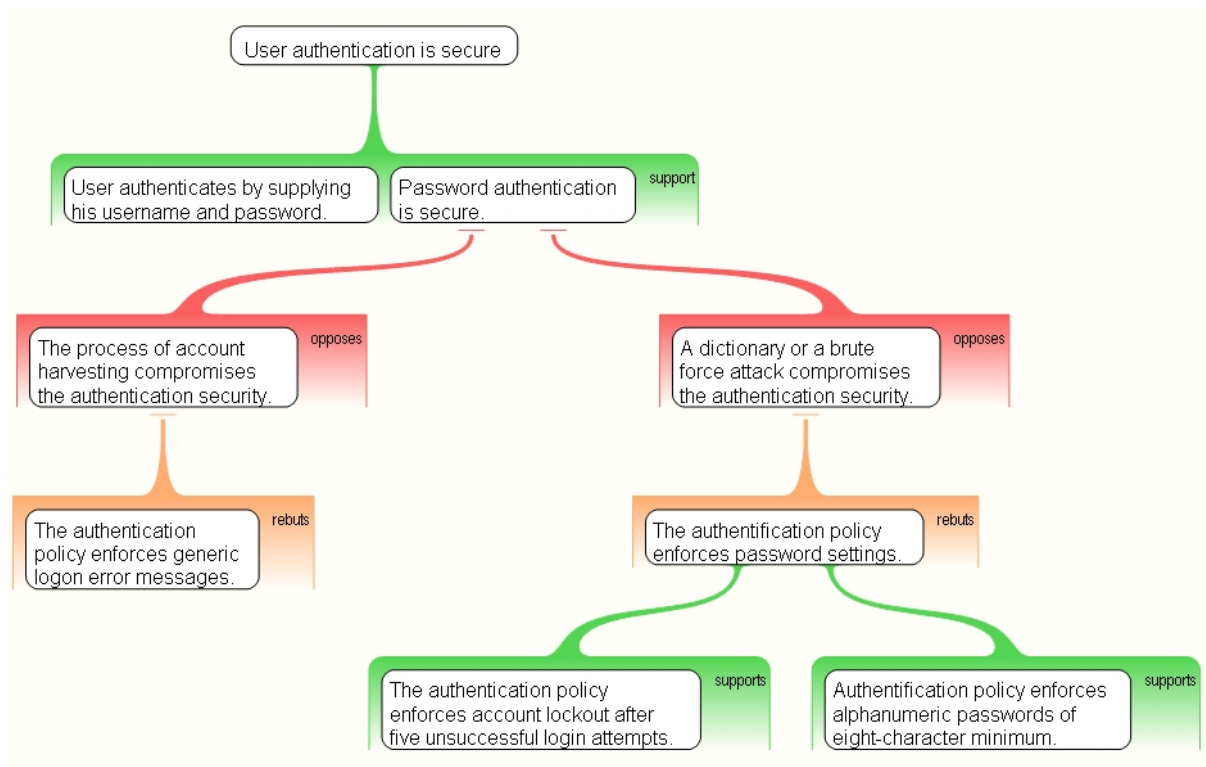 User authentication is secure
User authenticates by supplying
his username and password.
Password authentication
is secure.
support
The process of account
harvesting compromises
the authentication security.
opposes
A dictionary or a brute
force attack compromises
the authentication security.
opposes
The authentication
policy enforces generic
logon error messages.
rebuts
The authentification policy
enforces password settings.
rebuts
The authentication policy
enforces account lockout after
five unsuccessful login attempts.
supports
Authentification policy enforces
alphanumeric passwords of
eight-character minimum.
supports